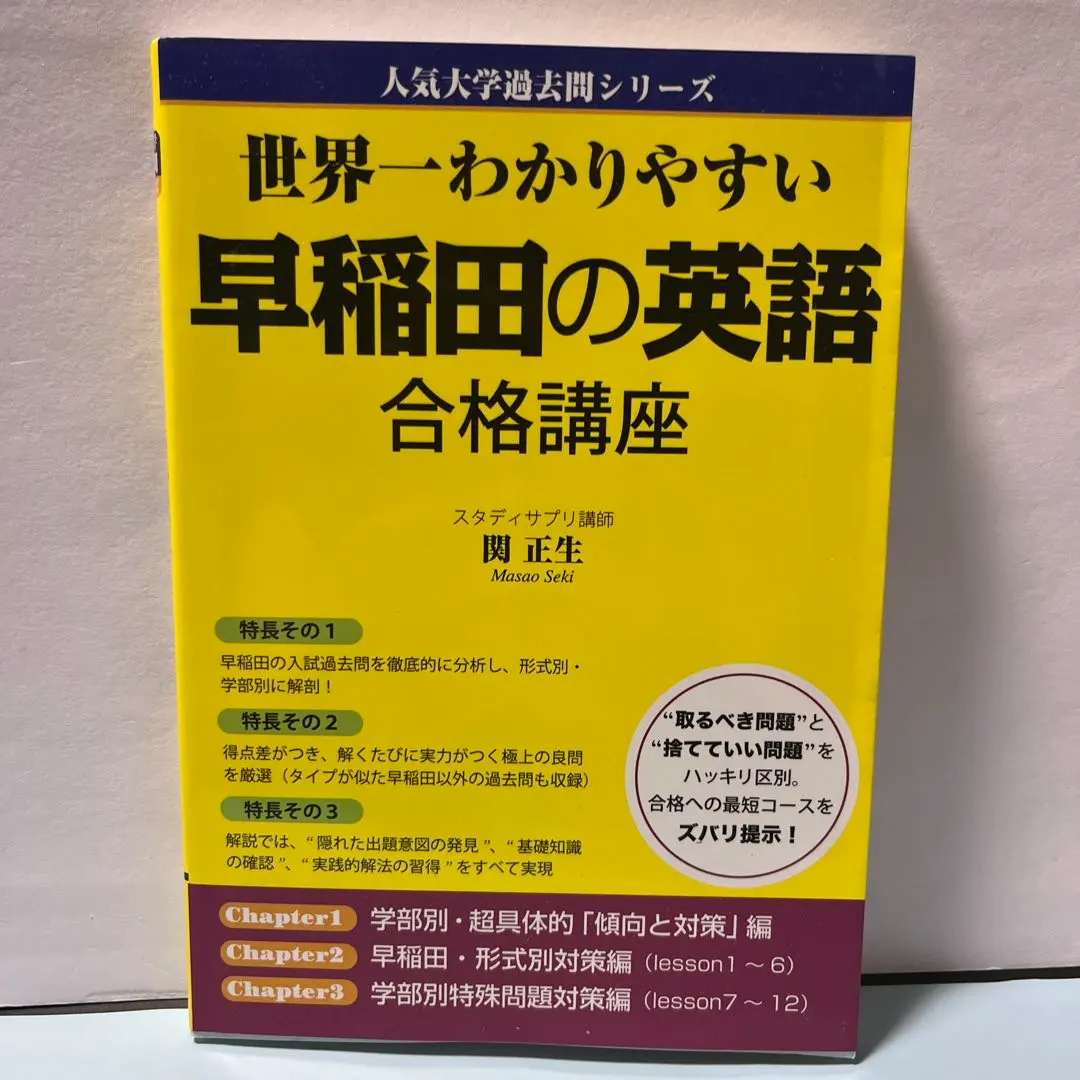 人気大学過去問シリーズ
世界一わかりやすい
早稲田の英語
合格講座
スタディサプリ講師
関 正生
Masao Seki
特長その1
早稲田の入試過去問を徹底的に分析し、形式別・
学部別に解剖！
特長その2
得点差がつき、解くたびに実力がつく極上の良問
を厳選（タイプが似た早稲田以外の過去問も収録）
特長その3
解説では、“隠れた出題意図の発見”、“基礎知識
の確認”、“実践的解法の習得”をすべて実現
“取るべき問題”と
“捨てていい問題”を
ハッキリ区別。
合格への最短コースを
ズバリ提示！
Chapter1 学部別・超具体的「傾向と対策」編
Chapter2 早稲田・形式別対策編（lesson1～6）
Chapter3 学部別特殊問題対策編（lesson7～12）